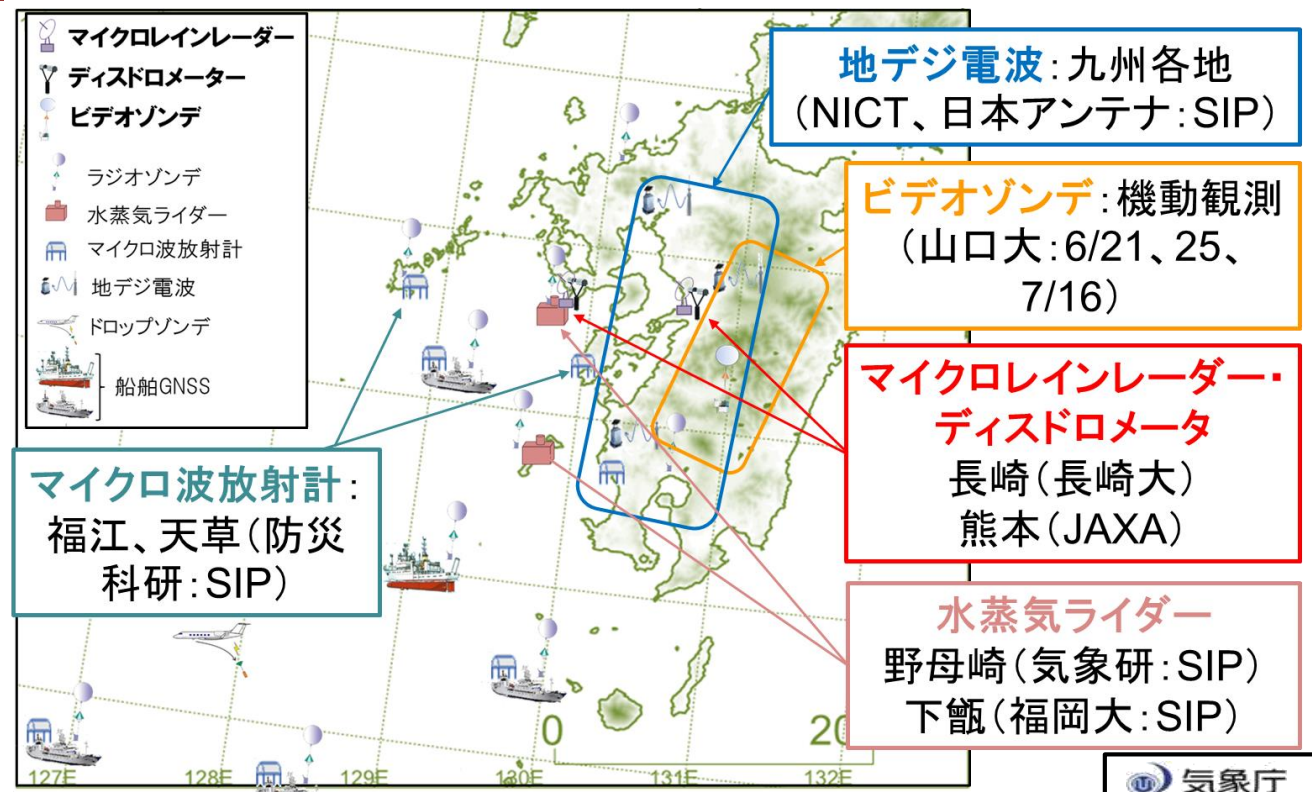 マイクロレインレーダー
ディスドロメーター
ビデオゾンデ
ラジオゾンデ
水蒸気ライダー
マイクロ波放射計
地デジ電波
ドロップゾンデ
船舶GNSS
地デジ電波:九州各地
(NICT、日本アンテナ:SIP)
ビデオゾンデ:機動観測
(山口大:6/21、25、
7/16)
マイクロレインレーダー・
ディスドロメータ
長崎(長崎大)
熊本(JAXA)
マイクロ波放射計:
福江、天草(防災
科研:SIP)
水蒸気ライダー
野母崎(気象研:SIP)
下甑(福岡大:SIP)
0
20
127E 128E 129E 130E 131E 132E
気象庁